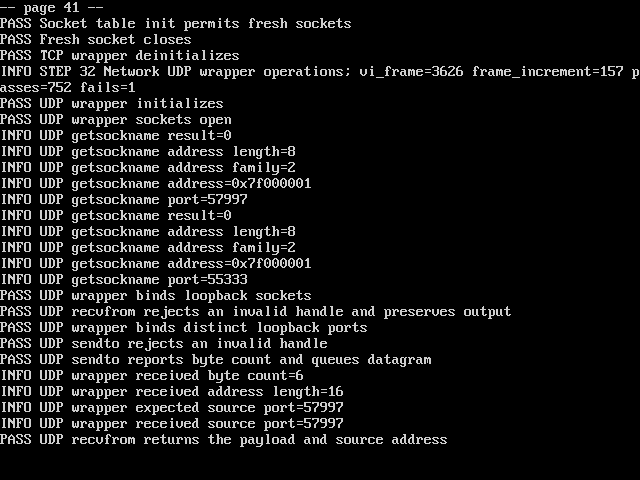 -- page 41 --
PASS Socket table init permits fresh sockets
PASS Fresh socket closes
PASS TCP wrapper deinitializes
INFO STEP 32 Network UDP wrapper operations; vi_frame=3626 frame_increment=157 p
asses=752 fails=1
PASS UDP wrapper initializes
PASS UDP wrapper sockets open
INFO UDP getsockname result=0
INFO UDP getsockname address length=8
INFO UDP getsockname address family=2
INFO UDP getsockname address=0x7f000001
INFO UDP getsockname port=57997
INFO UDP getsockname result=0
INFO UDP getsockname address length=8
INFO UDP getsockname address family=2
INFO UDP getsockname address=0x7f000001
INFO UDP getsockname port=55333
PASS UDP wrapper binds loopback sockets
PASS UDP recvfrom rejects an invalid handle and preserves output
PASS UDP wrapper binds distinct loopback ports
PASS UDP sendto rejects an invalid handle
PASS UDP sendto reports byte count and queues datagram
INFO UDP wrapper received byte count=6
INFO UDP wrapper received address length=16
INFO UDP wrapper expected source port=57997
INFO UDP wrapper received source port=57997
PASS UDP recvfrom returns the payload and source address